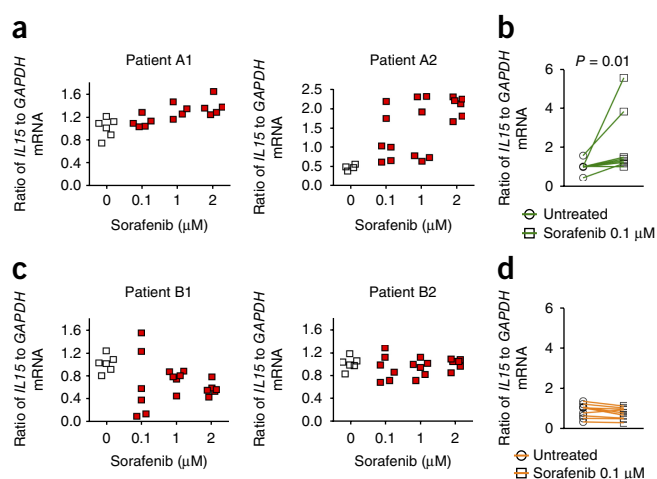 a
b
Patient A1
Patient A2
P = 0.01
Ratio of IL15 to GAPDH
mRNA
1.6
1.2
0.8
0.4
0.0
0
0.1
1
2
Sorafenib (μM)
Ratio of IL15 to GAPDH
mRNA
2.5
2.0
1.5
1.0
0.5
0.0
0
0.1
1
2
Sorafenib (μM)
Ratio of IL15 to GAPDH
mRNA
6
4
2
0
Untreated
Sorafenib 0.1 μM
c
d
Patient B1
Patient B2
Ratio of IL15 to GAPDH
mRNA
1.6
1.2
0.8
0.4
0.0
0
0.1
1
2
Sorafenib (μM)
Ratio of IL15 to GAPDH
mRNA
1.6
1.2
0.8
0.4
0.0
0
0.1
1
2
Sorafenib (μM)
Ratio of IL15 to GAPDH
mRNA
6
4
2
0
Untreated
Sorafenib 0.1 μM